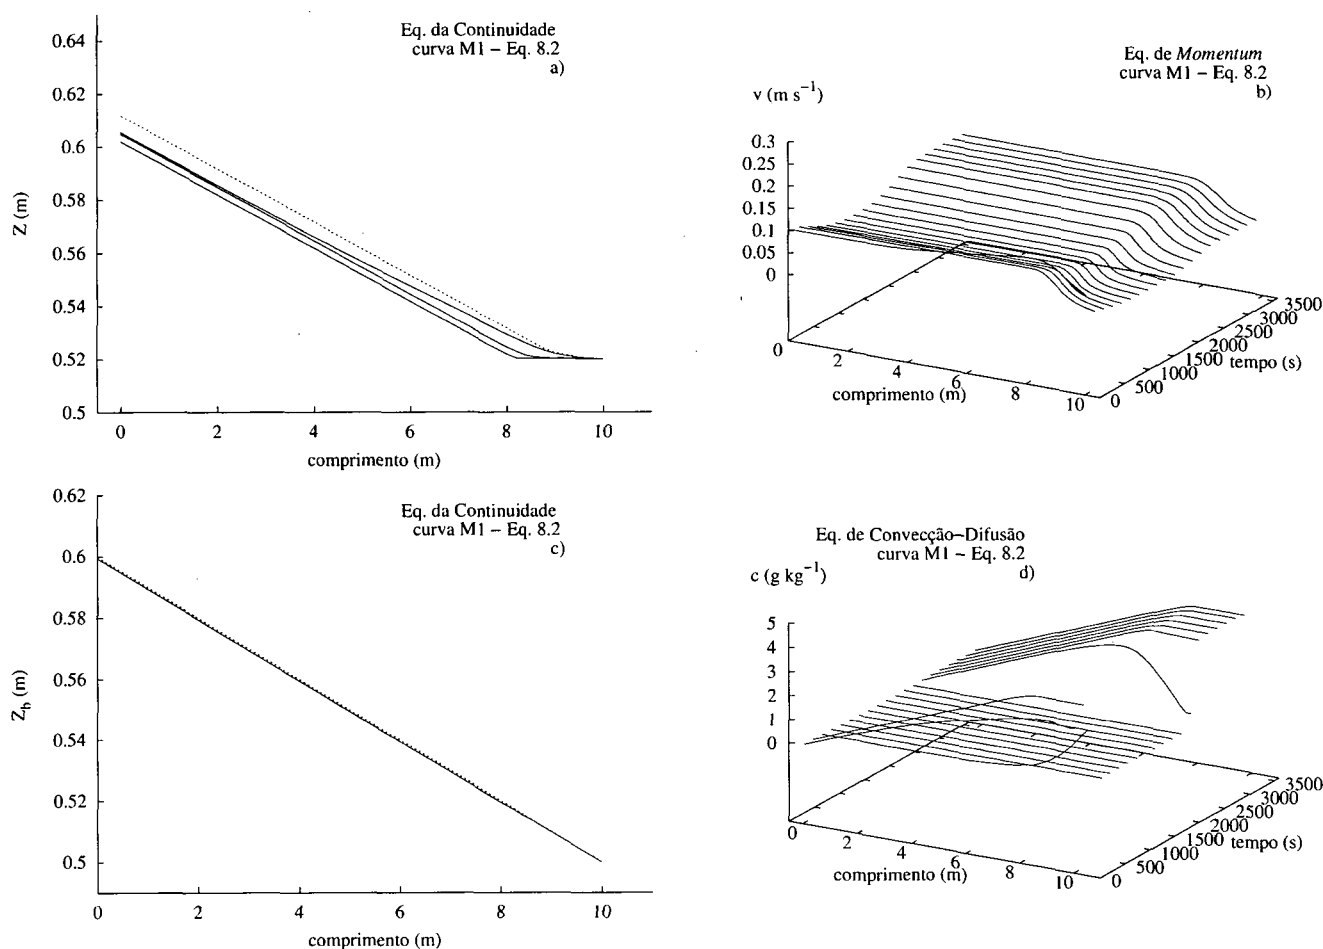 Eq. da Continuidade
curva M1 – Eq. 8.2
a)
Z (m)
0.64
0.62
0.6
0.58
0.56
0.54
0.52
0.5
0 2 4 6 8 10
comprimento (m)
Eq. de Momentum
curva M1 – Eq. 8.2
b)
v (m s⁻¹)
0.3
0.25
0.2
0.15
0.1
0.05
0
0 2 4 6 8 10
comprimento (m)
0 500 1000 1500 2000 2500 3000 3500
tempo (s)
Eq. da Continuidade
curva M1 – Eq. 8.2
c)
Z_b (m)
0.62
0.6
0.58
0.56
0.54
0.52
0.5
0 2 4 6 8 10
comprimento (m)
Eq. de Convecção–Difusão
curva M1 – Eq. 8.2
d)
c (g kg⁻¹)
5
4
3
2
1
0
0 2 4 6 8 10
comprimento (m)
0 500 1000 1500 2000 2500 3000 3500
tempo (s)